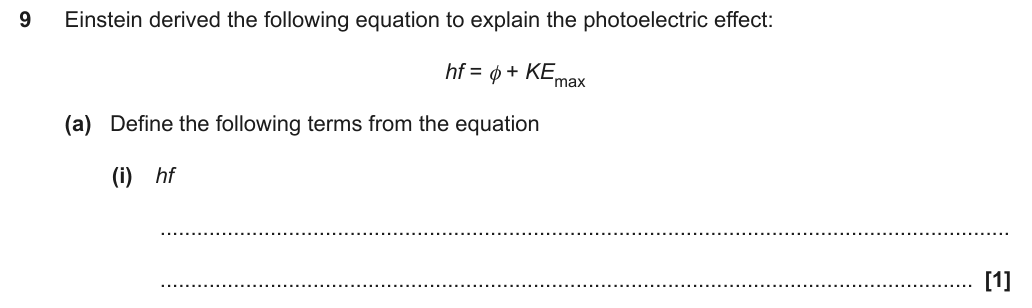 9 Einstein derived the following equation to explain the photoelectric effect:
hf = ϕ + KEmax
(a) Define the following terms from the equation
(i) hf
..........................................................................................................................................
.................................................................................................................................... [1]